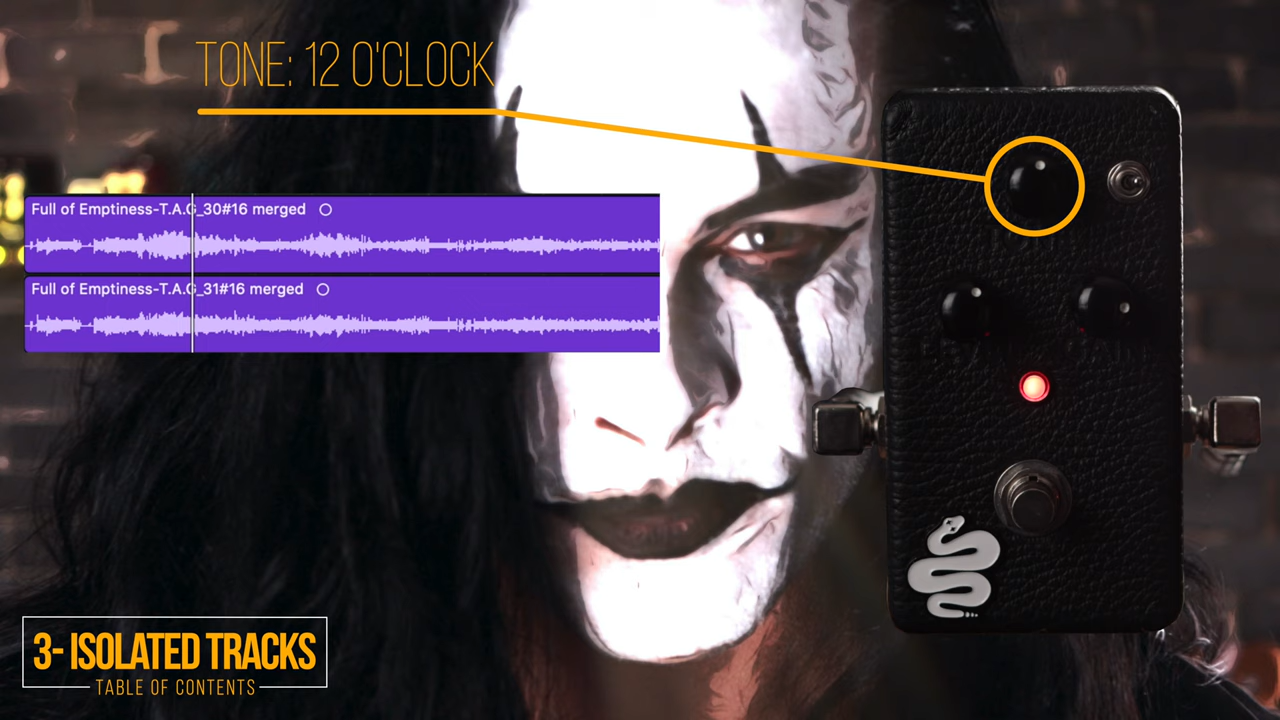 TONE: 12 O'CLOCK
Full of Emptiness-T.A.G_30#16 merged
Full of Emptiness-T.A.G_31#16 merged
3- ISOLATED TRACKS
TABLE OF CONTENTS